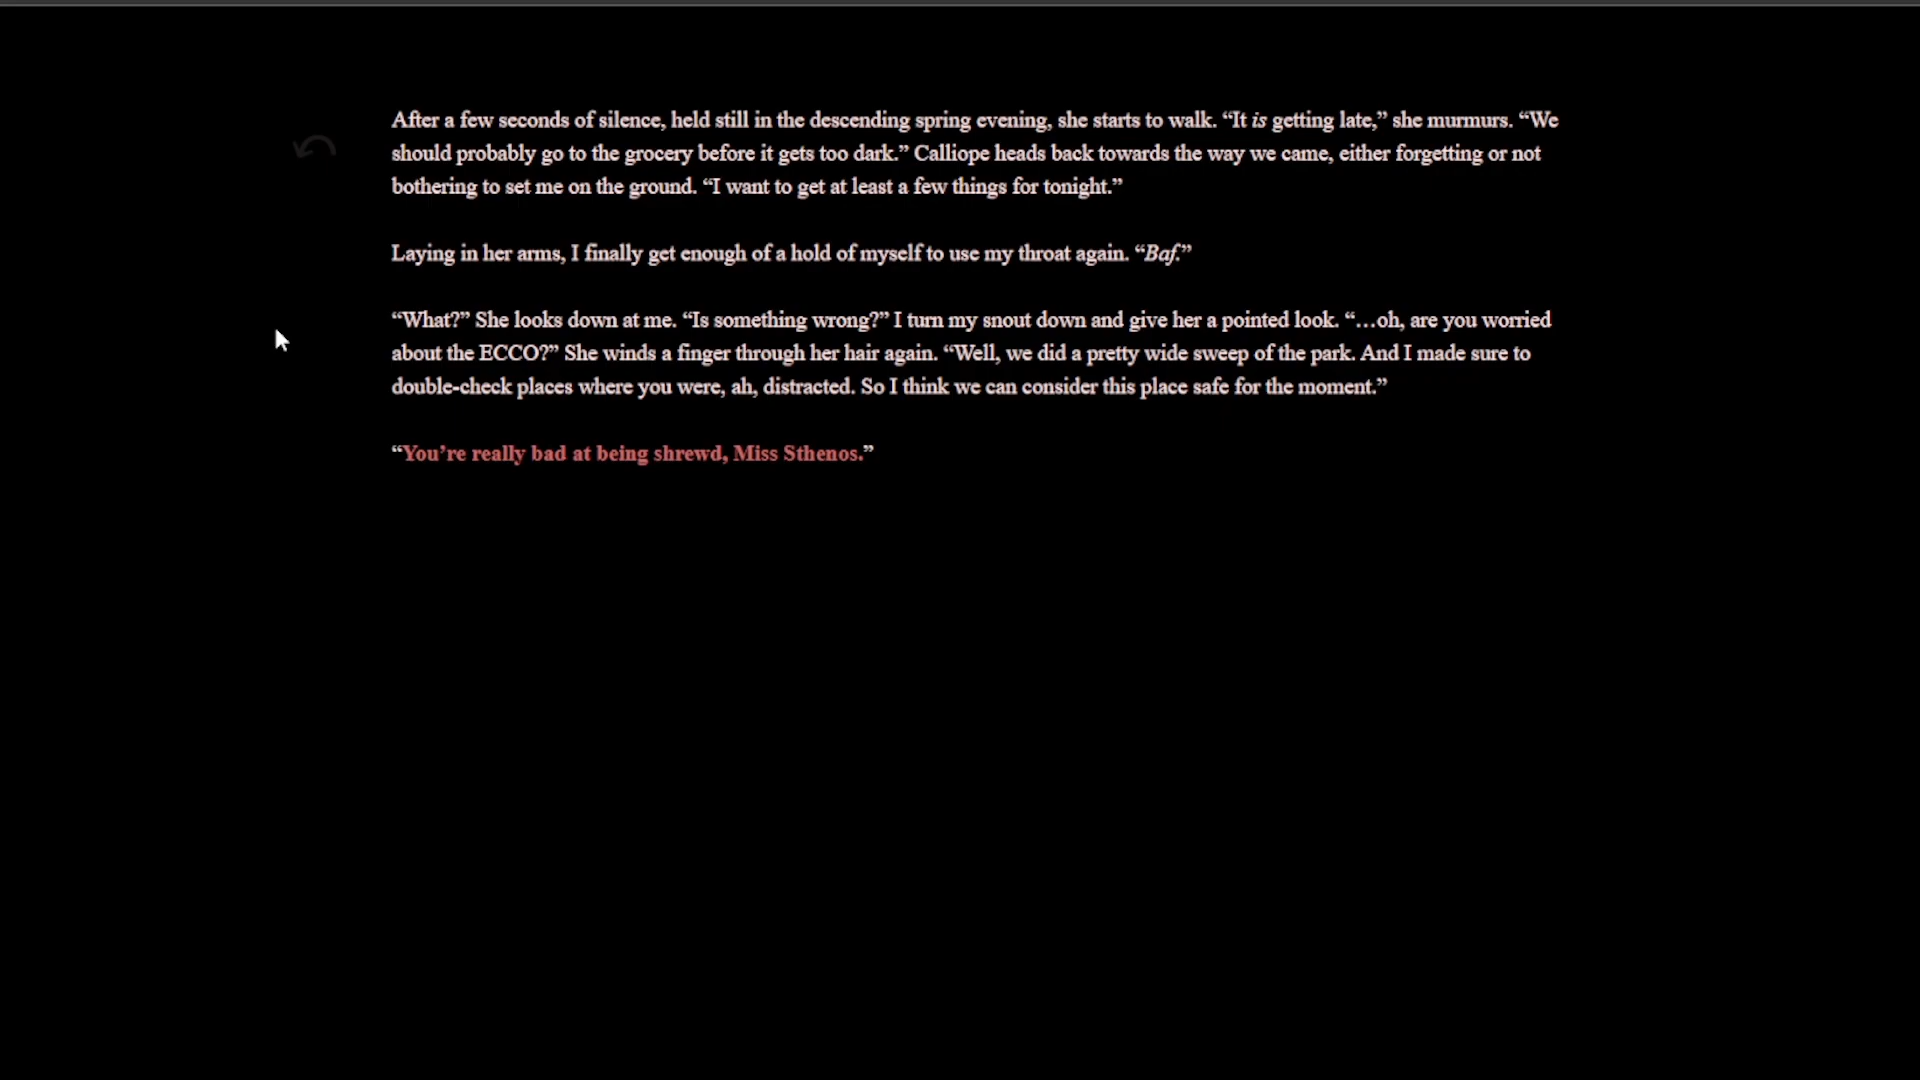 After a few seconds of silence, held still in the descending spring evening, she starts to walk. “It is getting late,” she murmurs. “We
should probably go to the grocery before it gets too dark.” Calliope heads back towards the way we came, either forgetting or not
bothering to set me on the ground. “I want to get at least a few things for tonight.”
Laying in her arms, I finally get enough of a hold of myself to use my throat again. “Baf.”
“What?” She looks down at me. “Is something wrong?” I turn my snout down and give her a pointed look. “…oh, are you worried
about the ECCO?” She winds a finger through her hair again. “Well, we did a pretty wide sweep of the park. And I made sure to
double-check places where you were, ah, distracted. So I think we can consider this place safe for the moment.”
“You’re really bad at being shrewd, Miss Sthenos.”